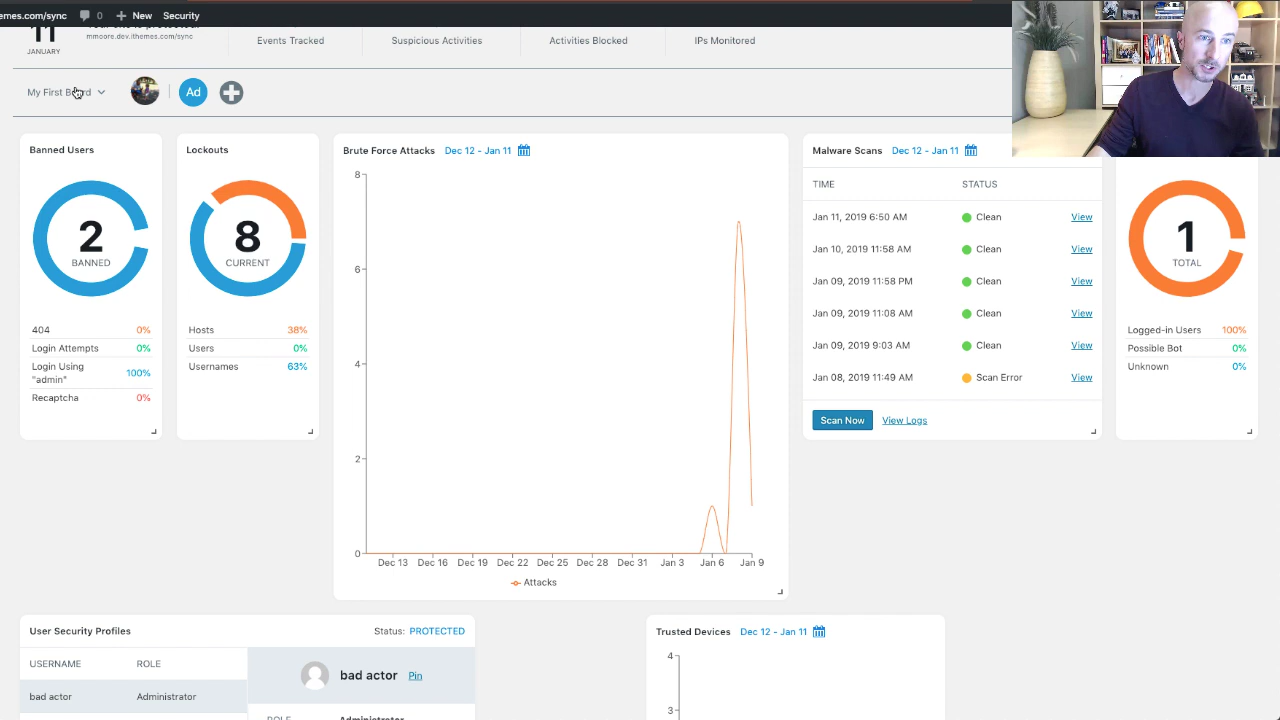 emes.com/sync 0 New Security
11
JANUARY
mmoore.dev.ithemes.com/sync
Events Tracked
Suspicious Activity
Activities Blocked
IPs Monitored
My First Board
Ad
Banned Users
2
BANNED
404 0%
Login Attempts 0%
Login Using
"admin" 100%
Recaptcha 0%
Lockouts
8
CURRENT
Hosts 38%
Users 0%
Usernames 63%
Brute Force Attacks Dec 12 - Jan 11
8
6
4
2
0
Dec 13 Dec 16 Dec 19 Dec 22 Dec 25 Dec 28 Dec 31 Jan 3 Jan 6 Jan 9
Attacks
Malware Scans Dec 12 - Jan 11
TIME STATUS
Jan 11, 2019 6:50 AM Clean View
Jan 10, 2019 11:58 AM Clean View
Jan 09, 2019 11:58 PM Clean View
Jan 09, 2019 11:08 AM Clean View
Jan 09, 2019 9:03 AM Clean View
Jan 08, 2019 11:49 AM Scan Error View
Scan Now View Logs
1
TOTAL
Logged-in Users 100%
Possible Bot 0%
Unknown 0%
User Security Profiles Status: PROTECTED
USERNAME ROLE
bad actor Administrator
bad actor Pin
ROLE Administrator
Trusted Devices Dec 12 - Jan 11
4
3